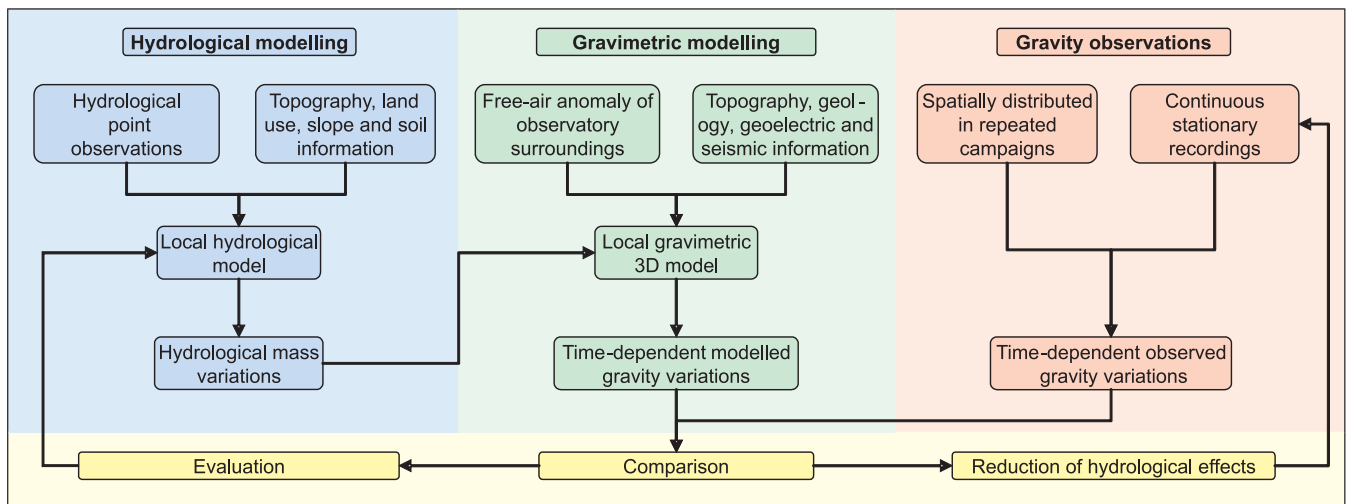 Hydrological modelling
Hydrological
point
observations
Topography, land
use, slope and soil
information
Local hydrological
model
Hydrological mass
variations
Gravimetric modelling
Free-air anomaly of
observatory
surroundings
Topography, geol -
ogy, geoelectric and
seismic information
Local gravimetric
3D model
Time-dependent modelled
gravity variations
Gravity observations
Spatially distributed
in repeated
campaigns
Continuous
stationary
recordings
Time-dependent observed
gravity variations
Evaluation
Comparison
Reduction of hydrological effects